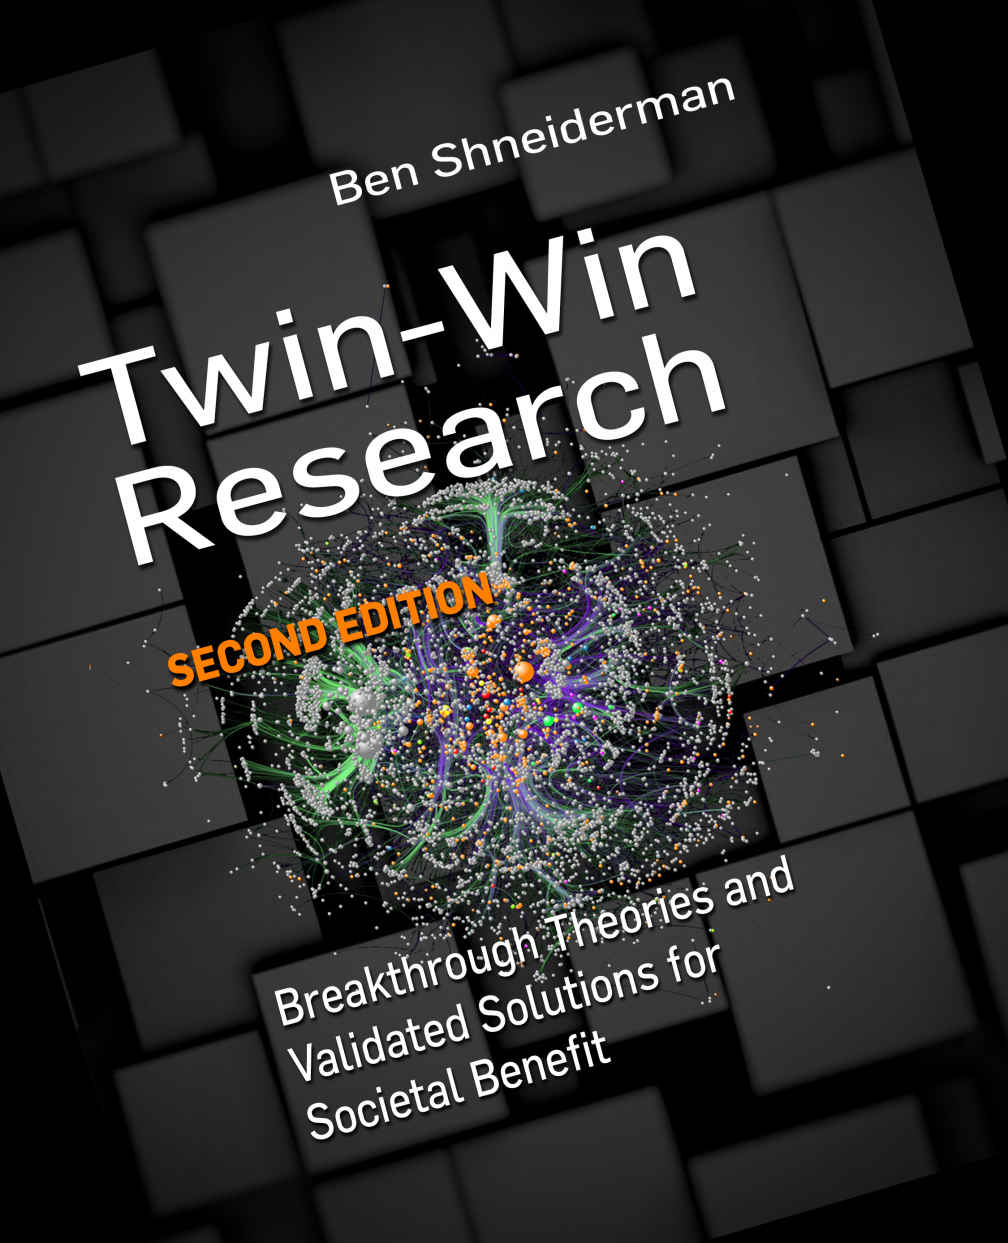 Ben Shneiderman
Twin-Win
Research
SECOND EDITION
Breakthrough Theories and
Validated Solutions for
Societal Benefit